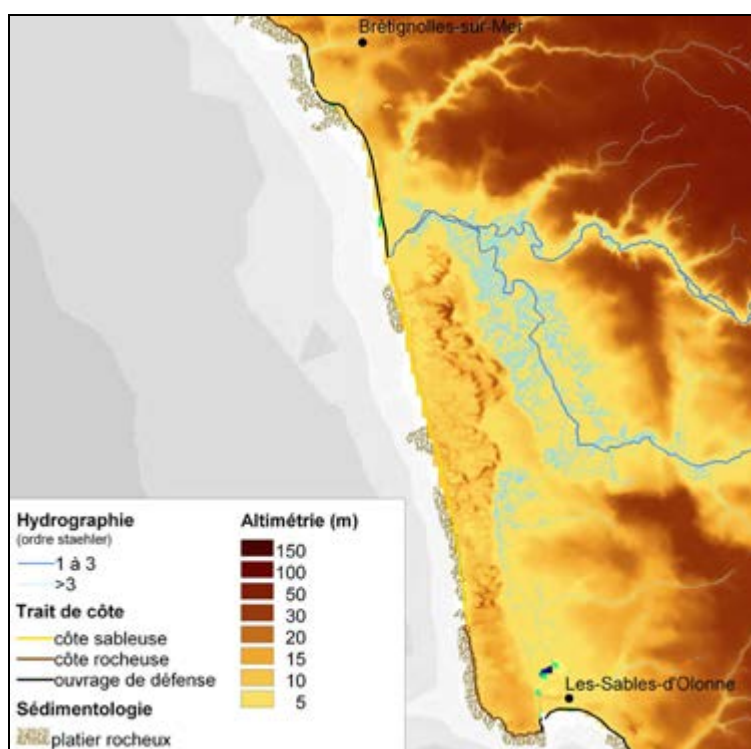 Brétignolles-sur-Mer
Hydrographie
(ordre staehler)
1 à 3
>3
Trait de côte
côte sableuse
côte rocheuse
ouvrage de défense
Sédimentologie
platier rocheux
Altimétrie (m)
150
100
50
30
20
15
10
5
Les-Sables-d'Olonne